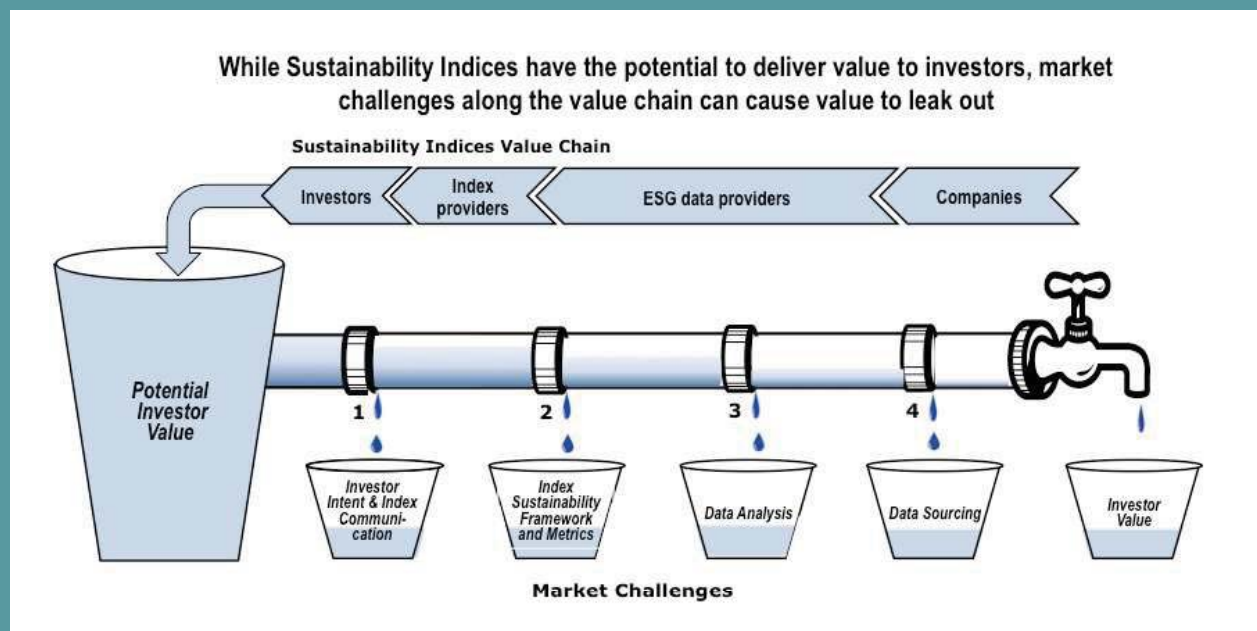 While Sustainability Indices have the potential to deliver value to investors, market
challenges along the value chain can cause value to leak out
Sustainability Indices Value Chain
Investors
Index
providers
ESG data providers
Companies
Potential
Investor
Value
1
2
3
4
Investor
Intent & Index
Communi-
cation
Index
Sustainability
Framework
and Metrics
Data Analysis
Data Sourcing
Investor
Value
Market Challenges